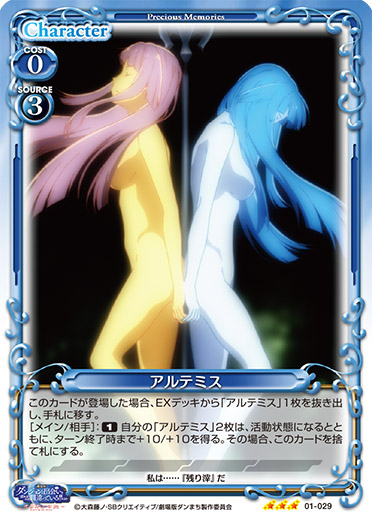 Precious Memories
Character
COST
0
SOURCE
3
アルテミス
このカードが登場した場合、EXデッキから「アルテミス」1枚を抜き出
し、手札に移す。
[メイン/相手]:1自分の「アルテミス」2枚は、活動状態になるとと
もに、ターン終了時まで+10/+10を得る。その場合、このカードを捨
て札にする。
私は……『残り滓』だ
©大森藤ノ・SBクリエイティブ/劇場版ダンまち製作委員会
★★★ 01-029